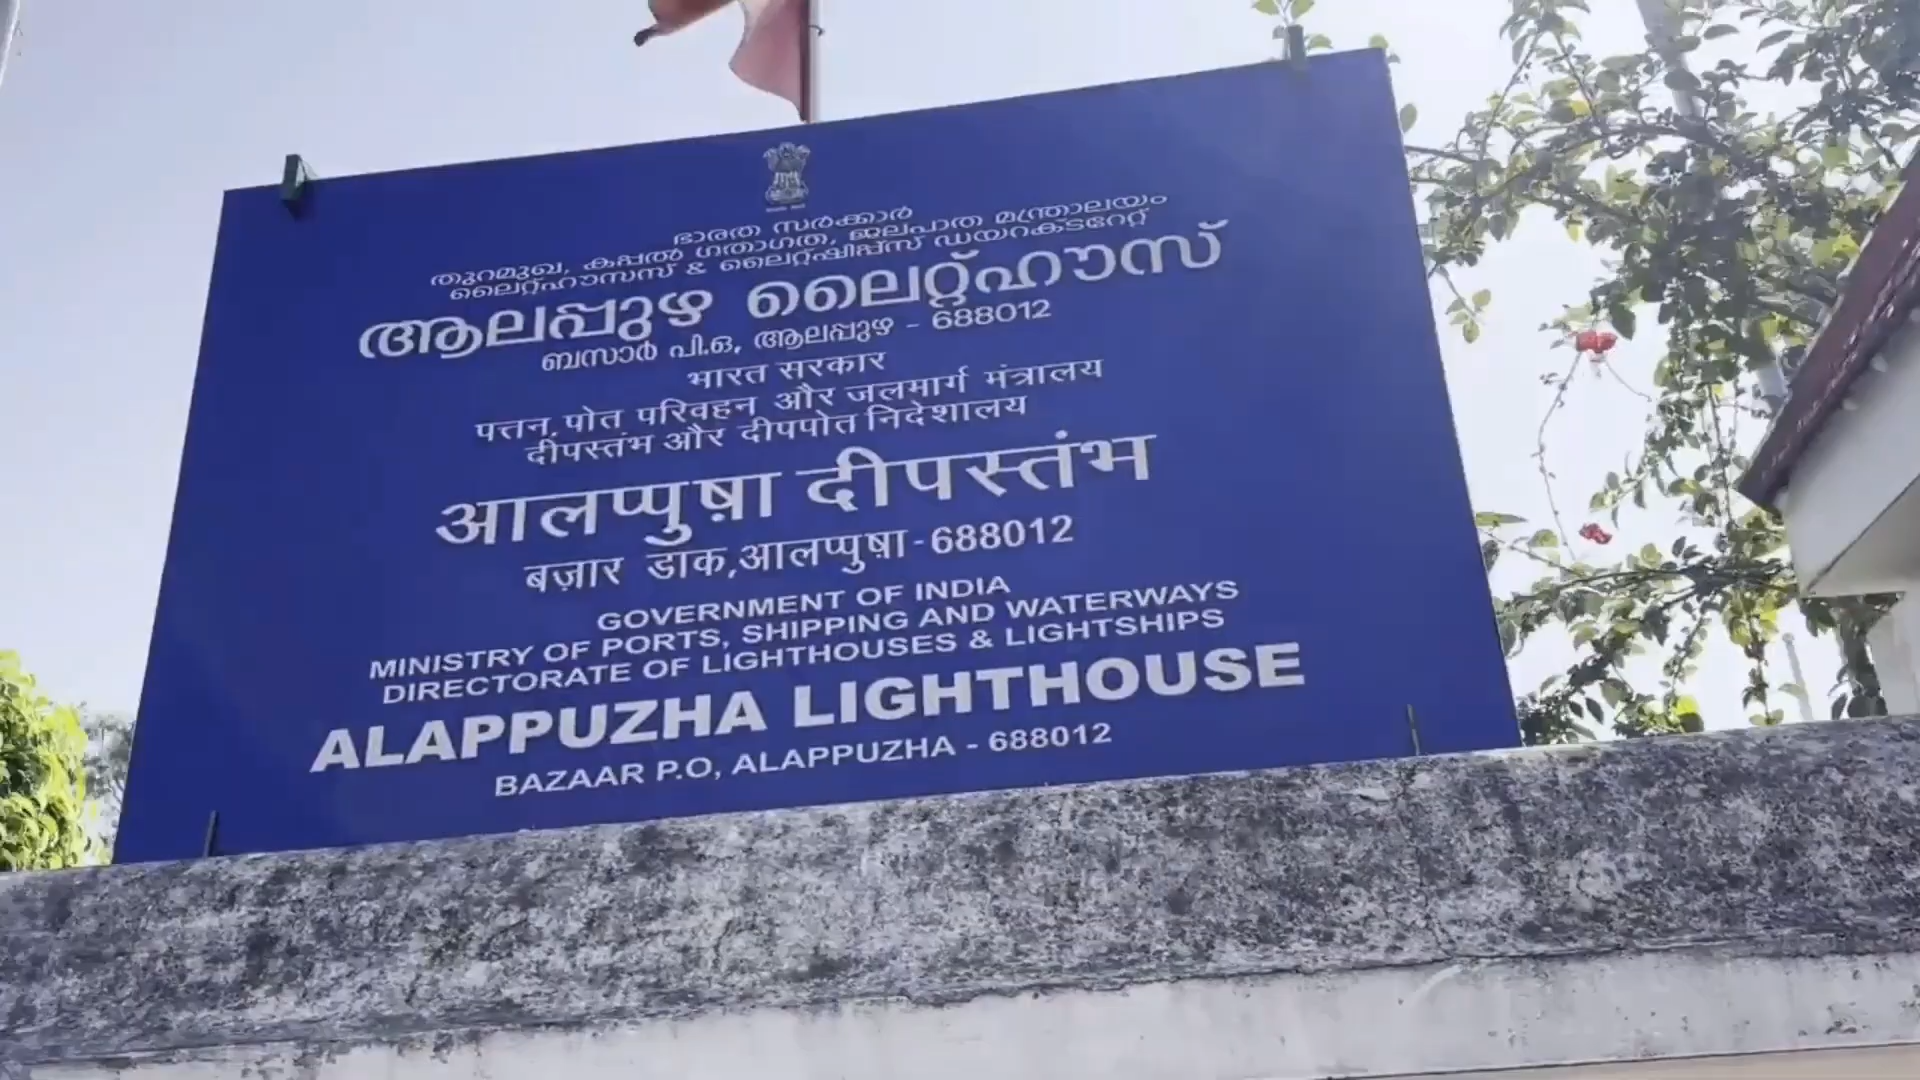 ഭാരത സർക്കാർ
തുറമുഖ, കപ്പൽ ഗതാഗത, ജലപാത മന്ത്രാലയം
ലൈറ്റ്ഹൗസസ് & ലൈറ്റ്ഷിപ്പ്സ് ഡയറക്ടറേറ്റ്
ആലപ്പുഴ ലൈറ്റ്ഹൗസ്
ബസാർ പി.ഒ, ആലപ്പുഴ - 688012
भारत सरकार
पत्तन, पोत परिवहन और जलमार्ग मंत्रालय
दीपस्तंभ और दीपपोत निदेशालय
आलप्पुष़ा दीपस्तंभ
बज़ार डाक,आलप्पुष़ा-688012
GOVERNMENT OF INDIA
MINISTRY OF PORTS, SHIPPING AND WATERWAYS
DIRECTORATE OF LIGHTHOUSES & LIGHTSHIPS
ALAPPUZHA LIGHTHOUSE
BAZAAR P.O, ALAPPUZHA - 688012